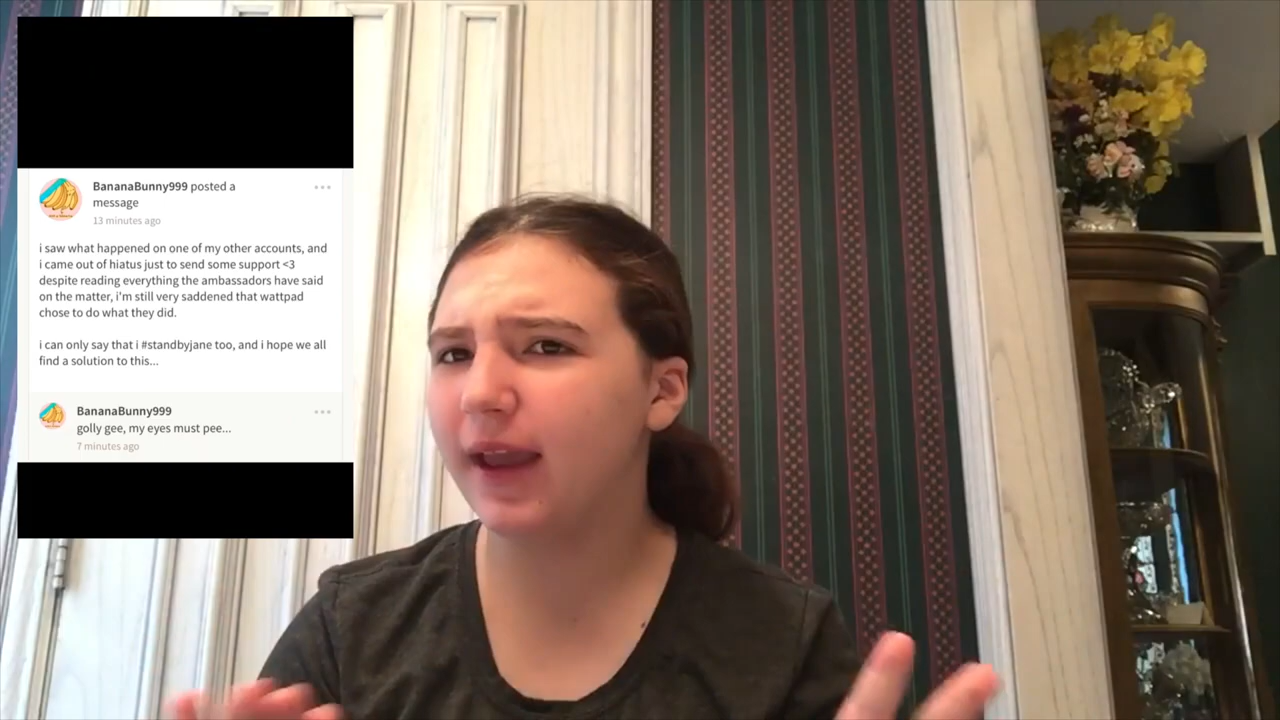 BananaBunny999 posted a
message
13 minutes ago
i saw what happened on one of my other accounts, and
i came out of hiatus just to send some support <3
despite reading everything the ambassadors have said
on the matter, i'm still very saddened that wattpad
chose to do what they did.
i can only say that i #standbyjane too, and i hope we all
find a solution to this...
BananaBunny999
golly gee, my eyes must pee...
7 minutes ago